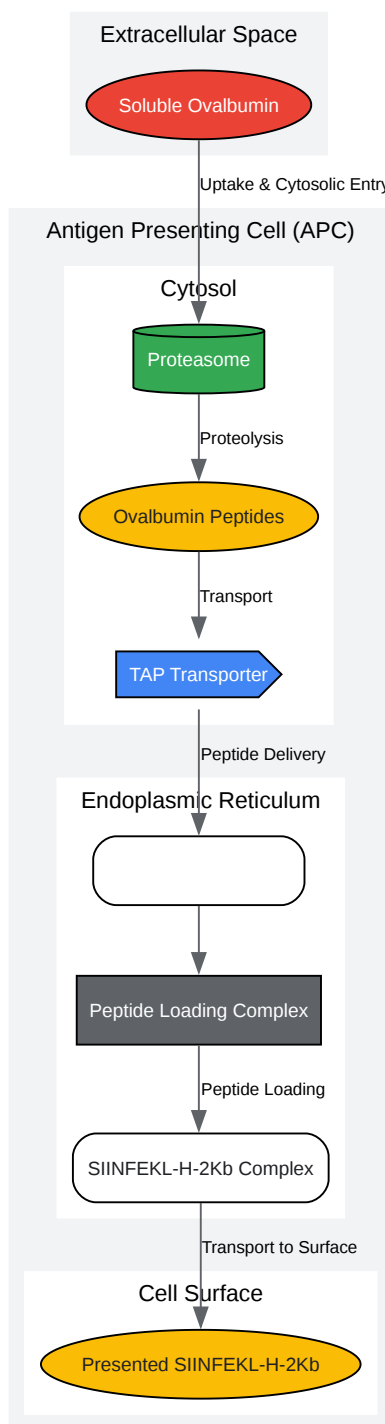 Extracellular Space
Soluble Ovalbumin
Uptake & Cytosolic Entry
Antigen Presenting Cell (APC)
Cytosol
Proteasome
Proteolysis
Ovalbumin Peptides
Transport
TAP Transporter
Peptide Delivery
Endoplasmic Reticulum
Peptide Loading Complex
Peptide Loading
SIINFEKL-H-2Kb Complex
Transport to Surface
Cell Surface
Presented SIINFEKL-H-2Kb